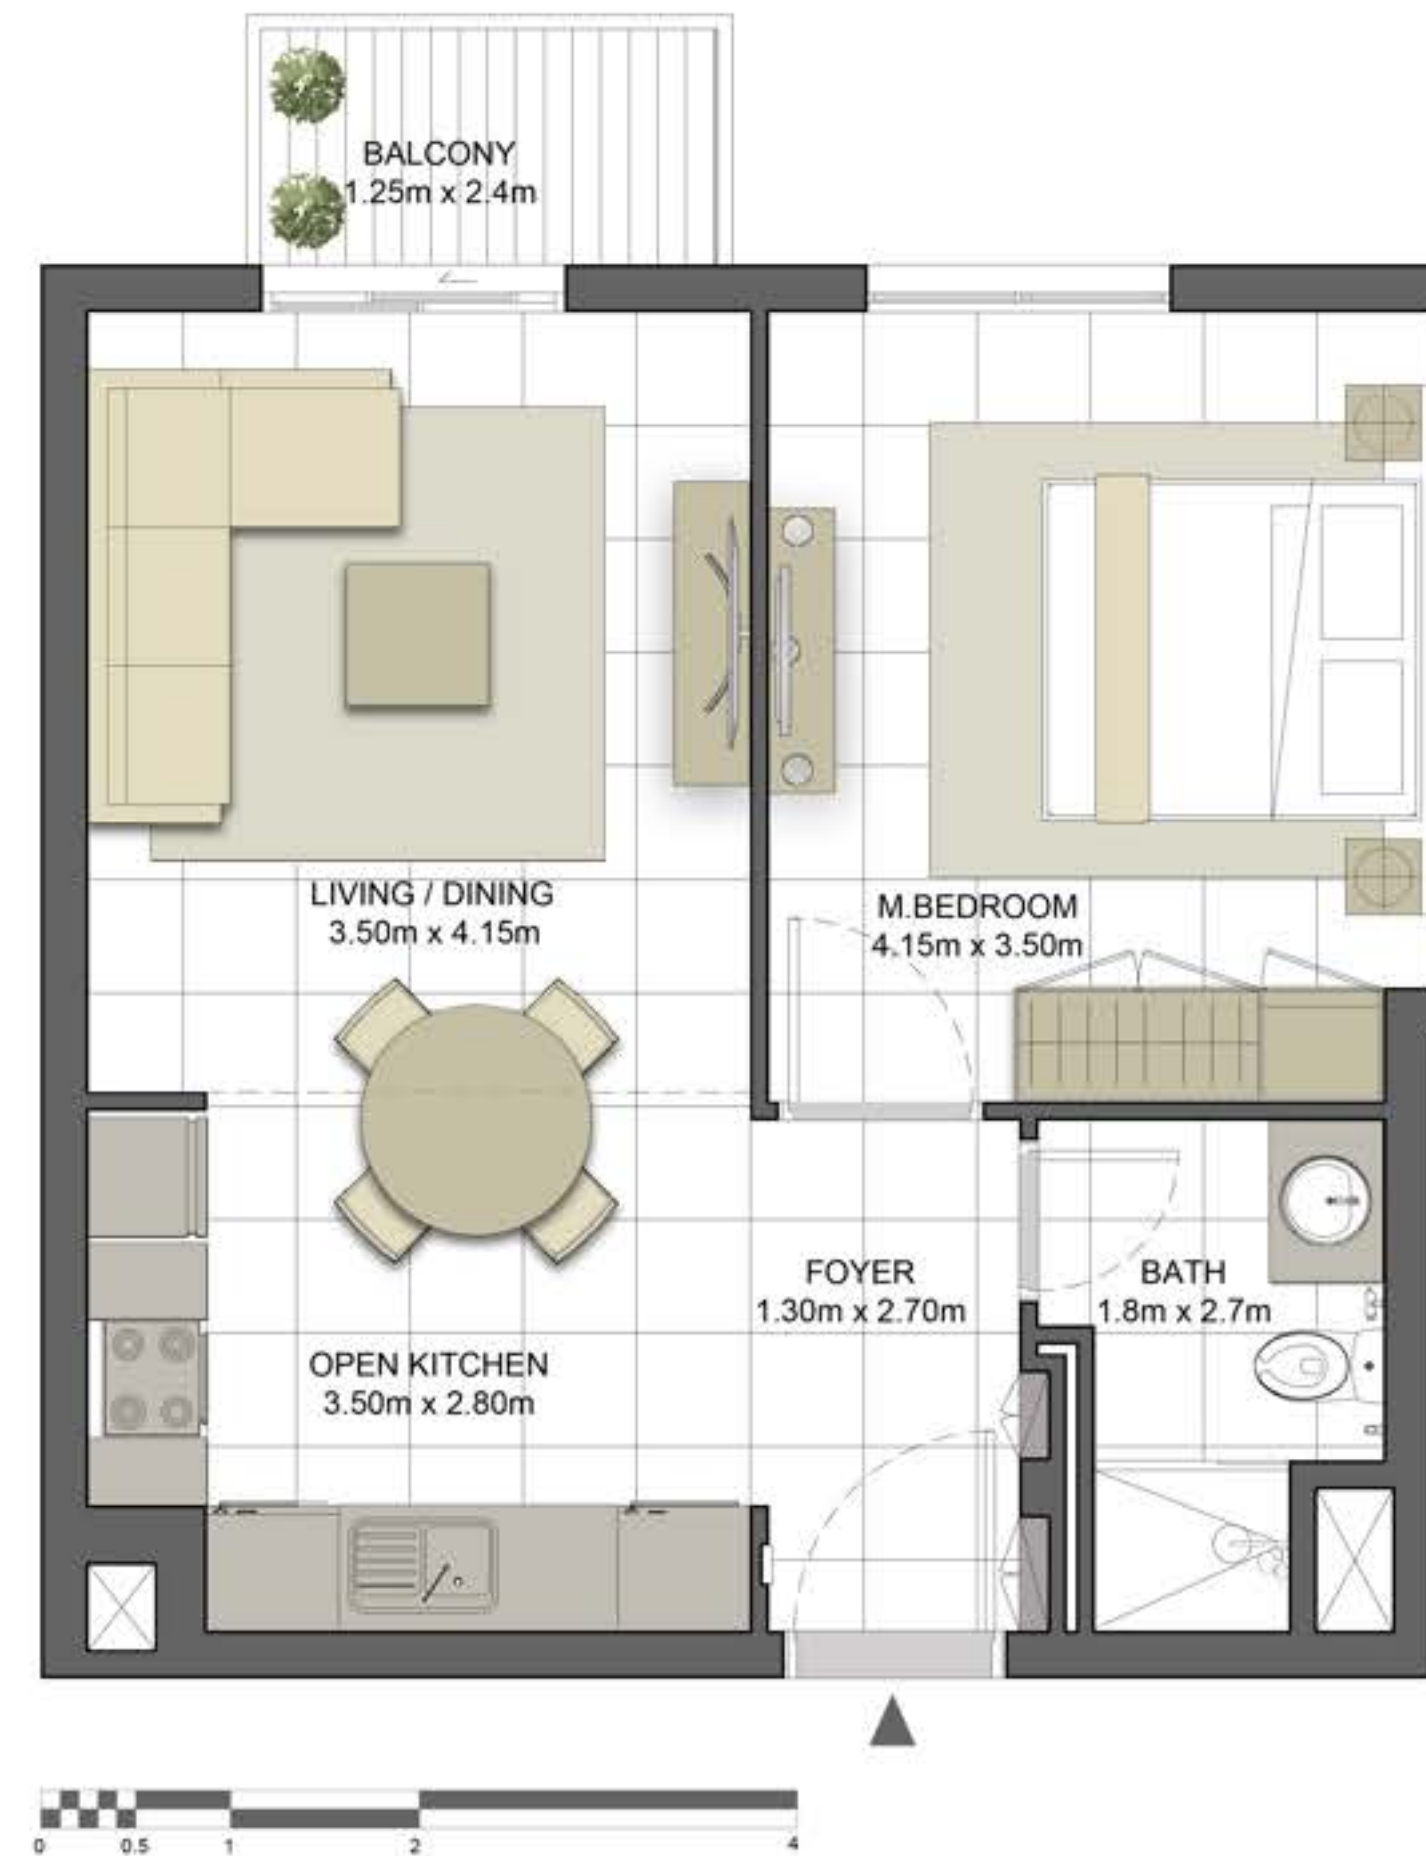 BALCONY
1.25m x 2.4m
LIVING / DINING
3.50m x 4.15m
M.BEDROOM
4.15m x 3.50m
FOYER
1.30m x 2.70m
BATH
1.8m x 2.7m
OPEN KITCHEN
3.50m x 2.80m
0 0.5 1 2 4